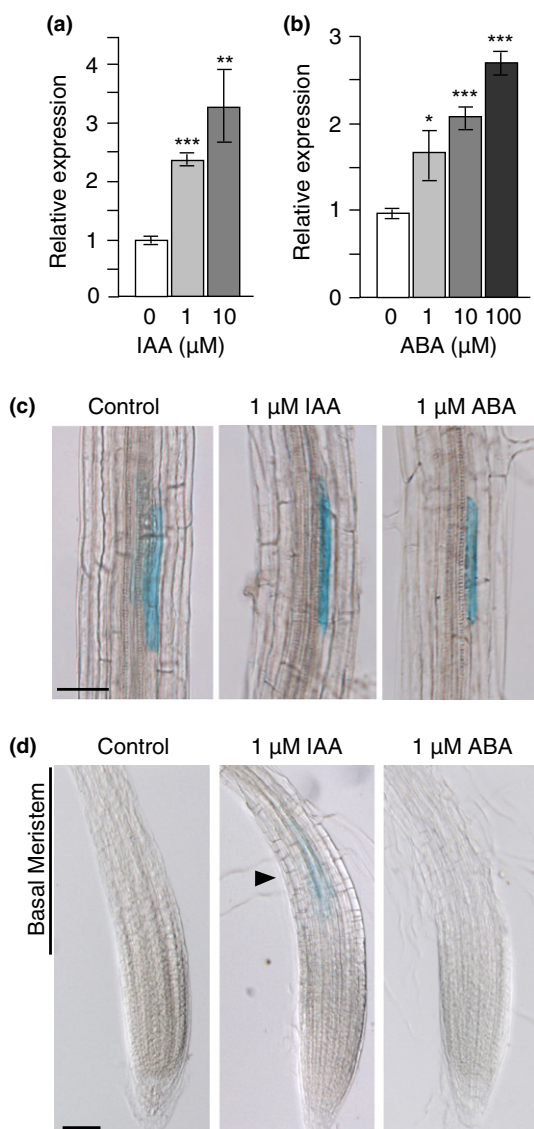 (a)
Relative expression
4
3
2
1
0
***
**
0 1 10
IAA (µM)
(b)
Relative expression
3
2
1
0
*
***
***
0 1 10 100
ABA (µM)
(c)
Control 1 µM IAA 1 µM ABA
(d)
Control 1 µM IAA 1 µM ABA
Basal Meristem